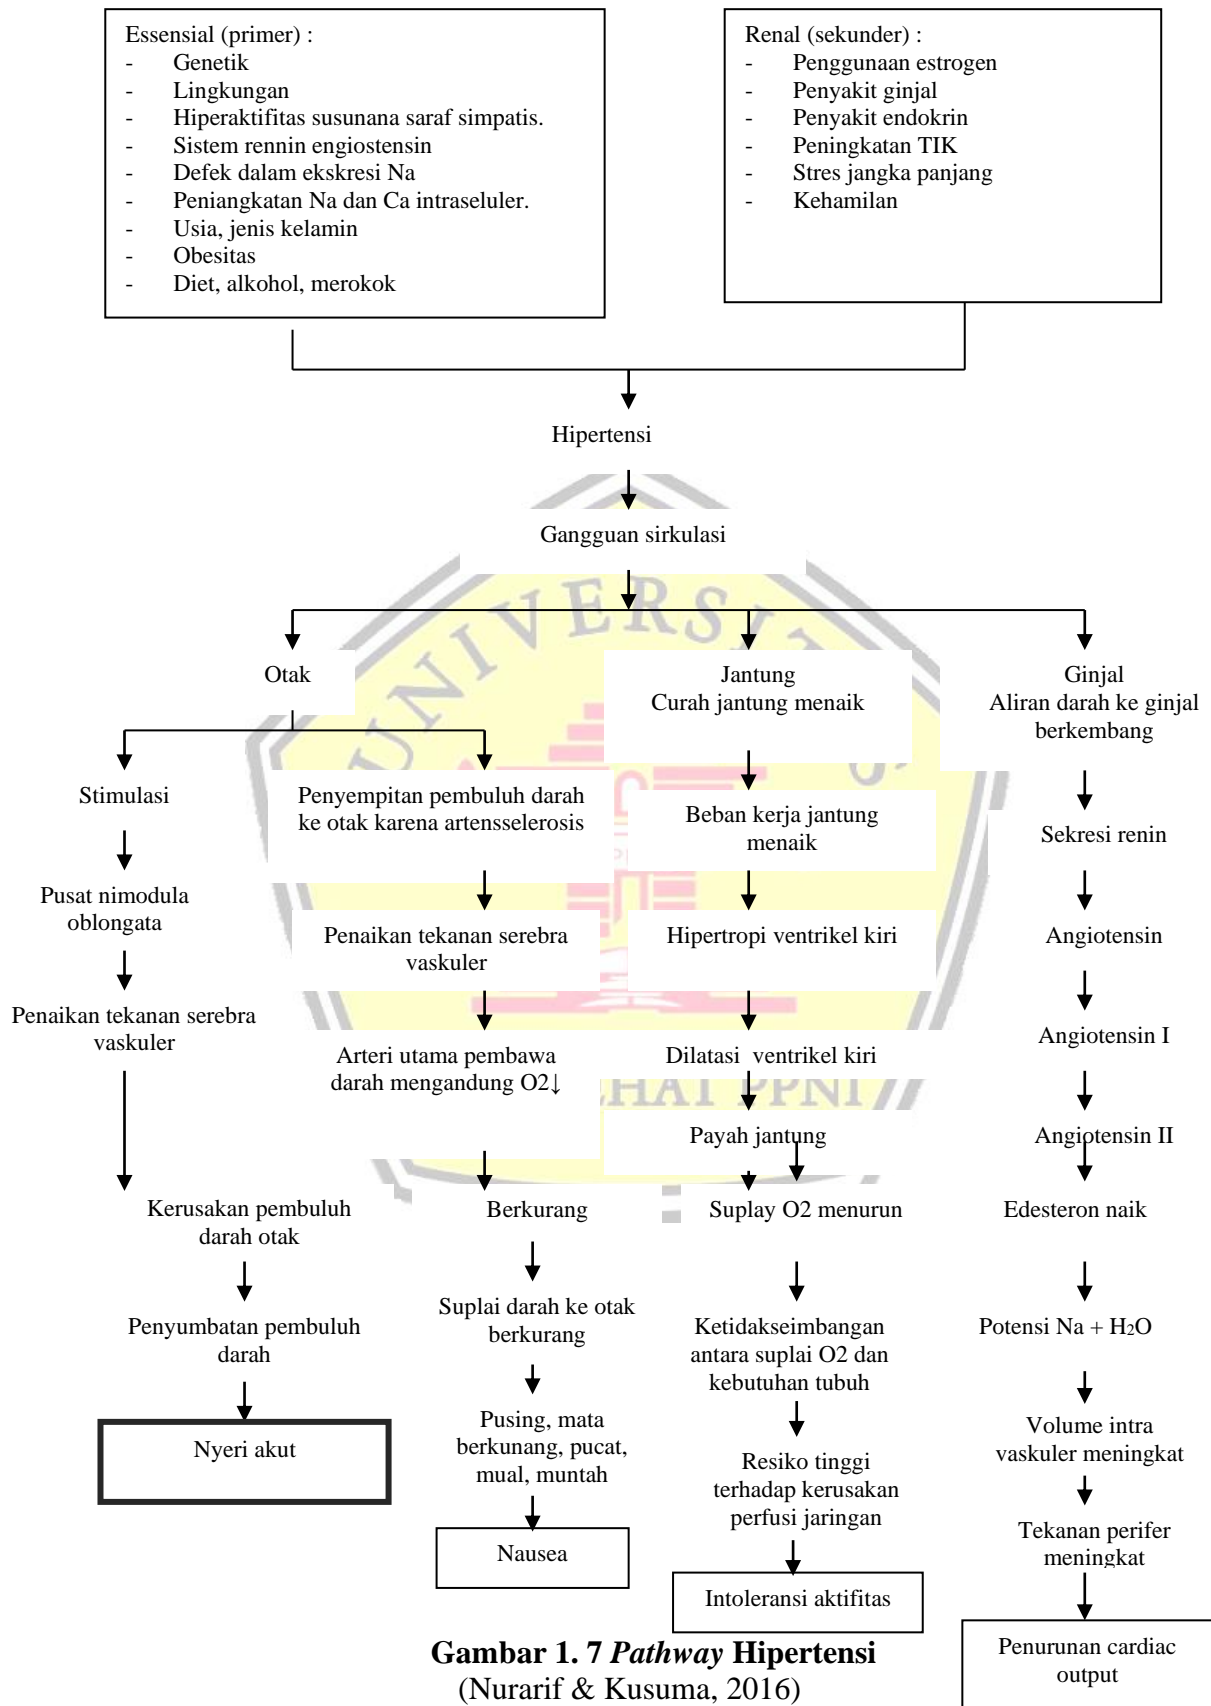 Essensial (primer) :
- Genetik
- Lingkungan
- Hiperaktifitas susunana saraf simpatis.
- Sistem rennin engiostensin
- Defek dalam ekskresi Na
- Peniangkatan Na dan Ca intraseluler.
- Usia, jenis kelamin
- Obesitas
- Diet, alkohol, merokok
Renal (sekunder) :
- Penggunaan estrogen
- Penyakit ginjal
- Penyakit endokrin
- Peningkatan TIK
- Stres jangka panjang
- Kehamilan
Hipertensi
Gangguan sirkulasi
UNIVERSI
Otak
Stimulasi
Pusat nimodula
oblongata
Penaikan tekanan serebra
vaskuler
Kerusakan pembuluh
darah otak
Penyumbatan pembuluh
darah
Nyeri akut
Penyempitan pembuluh darah
ke otak karena artensselerosis
Penaikan tekanan serebra
vaskuler
Arteri utama pembawa
darah mengandung O2↓
Berkurang
Suplai darah ke otak
berkurang
Pusing, mata
berkunang, pucat,
mual, muntah
Nausea
Jantung
Curah jantung menaik
Beban kerja jantung
menaik
Hipertropi ventrikel kiri
Dilatasi ventrikel kiri
EHAT PPNI
Payah jantung
Suplay O2 menurun
Ketidakseimbangan
antara suplai O2 dan
kebutuhan tubuh
Resiko tinggi
terhadap kerusakan
perfusi jaringan
Intoleransi aktifitas
Ginjal
Aliran darah ke ginjal
berkembang
Sekresi renin
Angiotensin
Angiotensin I
Angiotensin II
Edesteron naik
Potensi Na + H₂O
Volume intra
vaskuler meningkat
Tekanan perifer
meningkat
Penurunan cardiac
output
Gambar 1. 7 Pathway Hipertensi
(Nurarif & Kusuma, 2016)